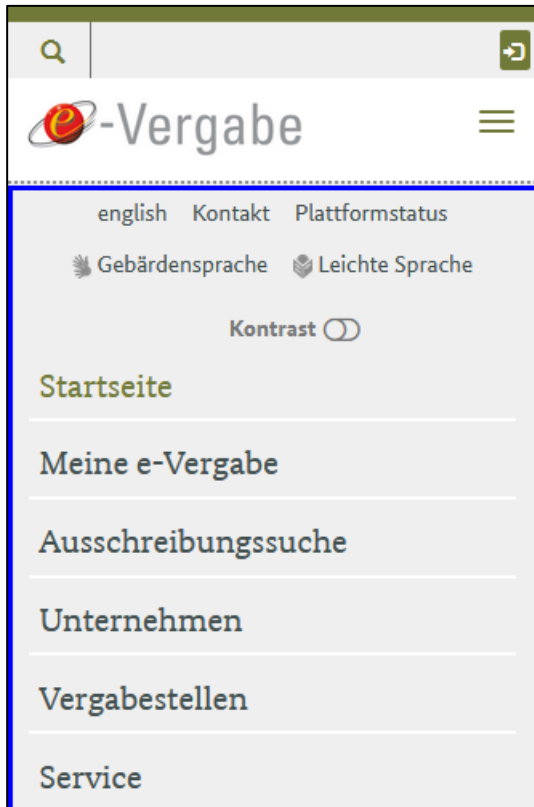 e-Vergabe
english Kontakt Plattformstatus
Gebärdensprache Leichte Sprache
Kontrast
Startseite
Meine e-Vergabe
Ausschreibungssuche
Unternehmen
Vergabestellen
Service